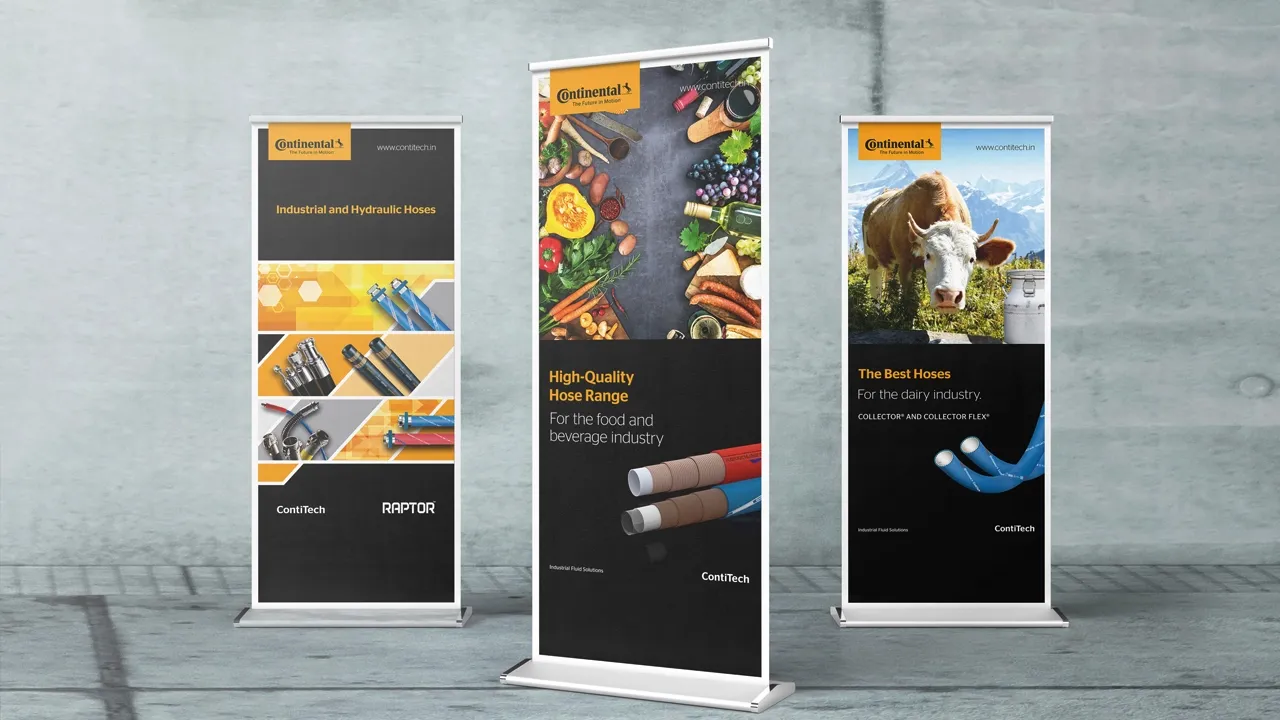 Continental
The Future in Motion
www.contitech.in
Industrial and Hydraulic Hoses
ContiTech
RAPTOR
Continental
The Future in Motion
www.contitech.in
High-Quality
Hose Range
For the food and
beverage industry
Industrial Fluid Solutions
ContiTech
Continental
The Future in Motion
www.contitech.in
The Best Hoses
For the dairy industry.
COLLECTOR® AND COLLECTOR FLEX®
Industrial Fluid Solutions
ContiTech